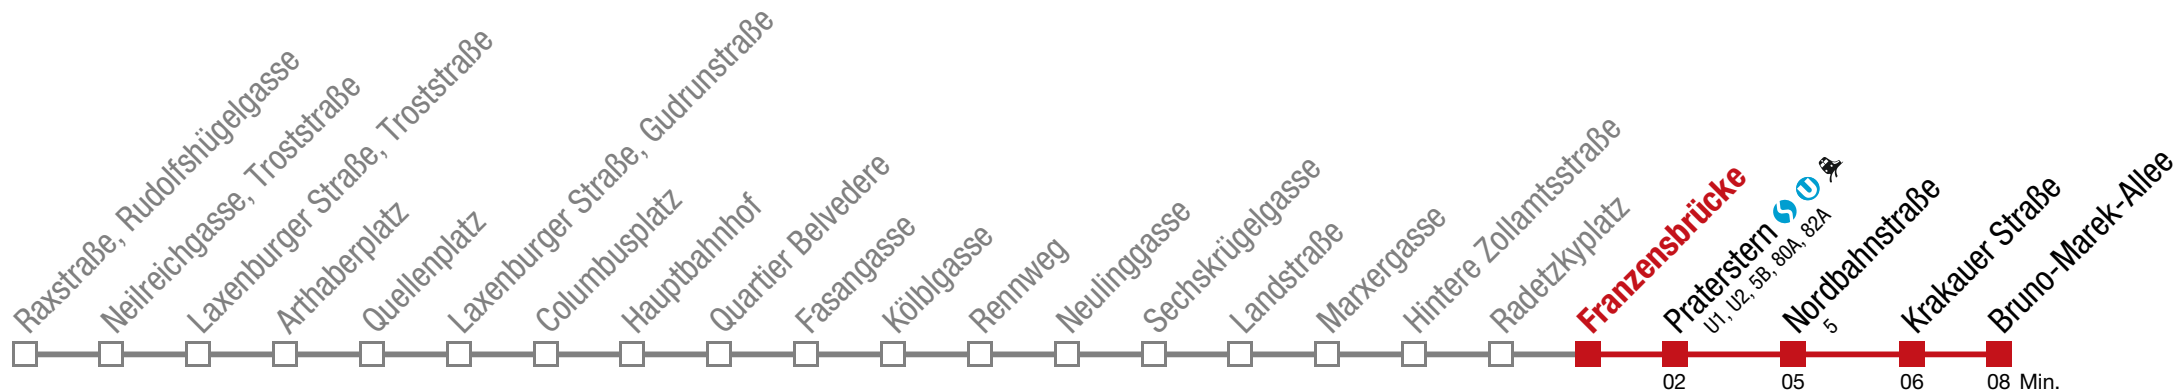 Raxstraße, Rudolfshügelgasse
Neilreichgasse, Troststraße
Laxenburger Straße, Troststraße
Arthaberplatz
Quellenplatz
Laxenburger Straße, Gudrunstraße
Columbusplatz
Hauptbahnhof
Quartier Belvedere
Fasangasse
Kölblgasse
Rennweg
Neulinggasse
Sechskrügelgasse
Landstraße
Marxergasse
Hintere Zollamtsstraße
Radetzkyplatz
Franzensbrücke
Praterstern S U
U1, U2, 5B, 80A, 82A
Nordbahnstraße
5
Krakauer Straße
Bruno-Marek-Allee
02 05 06 08 Min.